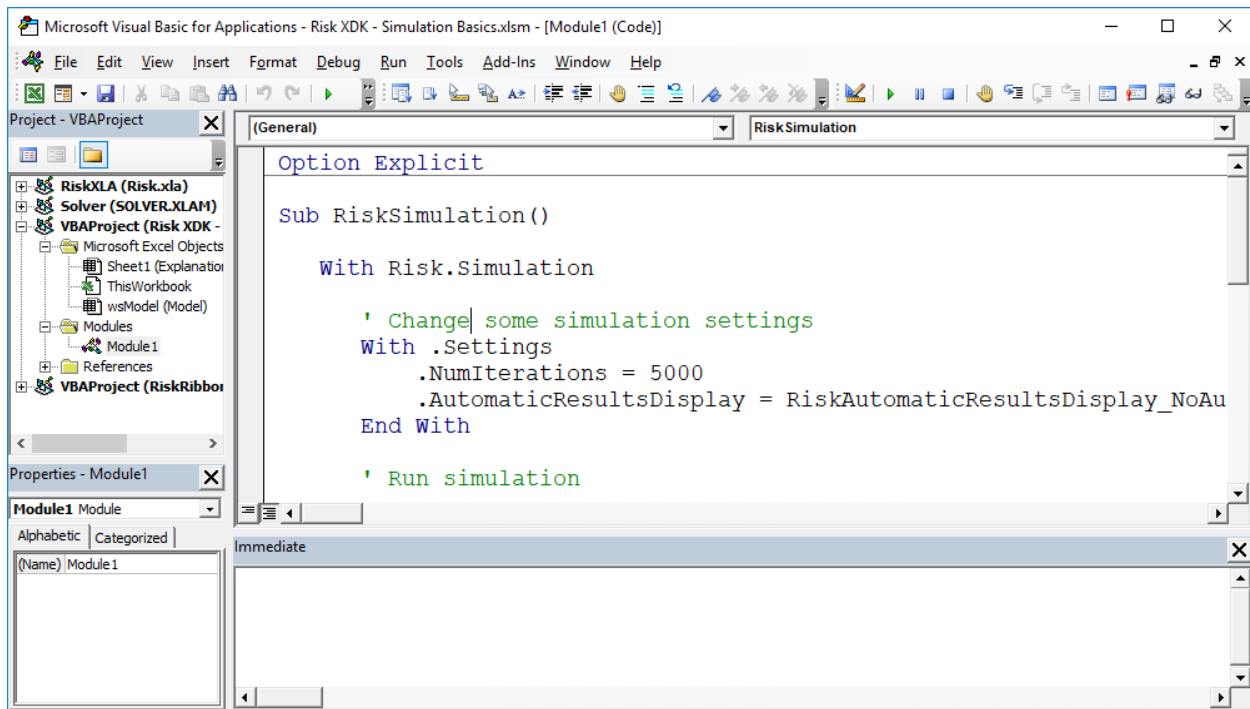 Microsoft Visual Basic for Applications - Risk XDK - Simulation Basics.xlsm - [Module1 (Code)]
File Edit View Insert Format Debug Run Tools Add-Ins Window Help
Project - VBAProject
RiskXLA (Risk.xla)
Solver (SOLVER.XLAM)
VBAProject (Risk XDK -
Microsoft Excel Objects
Sheet1 (Explanation
ThisWorkbook
wsModel (Model)
Modules
Module1
References
VBAProject (RiskRibbon
Properties - Module1
Module1 Module
Alphabetic Categorized
(Name) Module1
(General) RiskSimulation
Option Explicit
Sub RiskSimulation()
With Risk.Simulation
' Change some simulation settings
With .Settings
.NumIterations = 5000
.AutomaticResultsDisplay = RiskAutomaticResultsDisplay_NoAu
End With
' Run simulation
Immediate